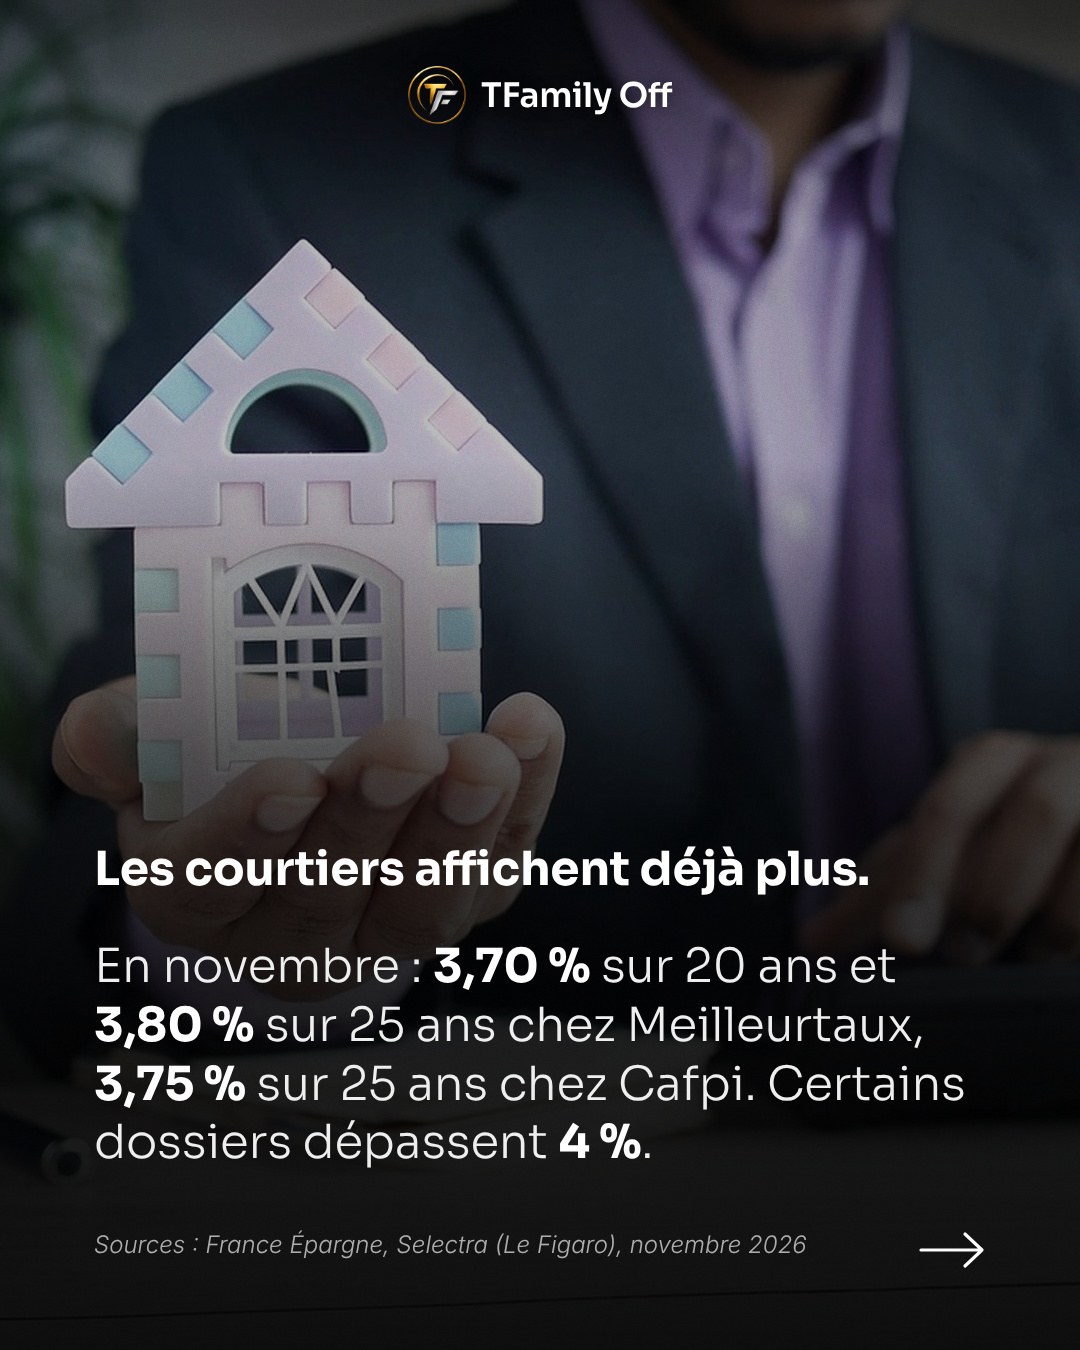 TFamily Off
Les courtiers affichent déjà plus.
En novembre : 3,70 % sur 20 ans et
3,80 % sur 25 ans chez Meilleurtaux,
3,75 % sur 25 ans chez Cafpi. Certains
dossiers dépassent 4 %.
Sources : France Épargne, Selectra (Le Figaro), novembre 2026